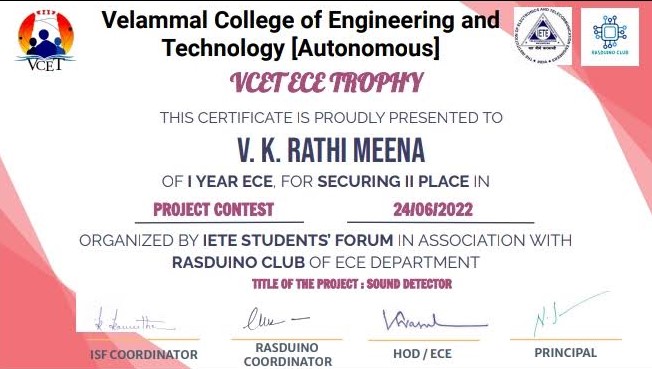 Velammal College of Engineering and
Technology [Autonomous]
VCET
IETE
RASDUINO CLUB
VCET ECE TROPHY
THIS CERTIFICATE IS PROUDLY PRESENTED TO
V. K. RATHI MEENA
OF I YEAR ECE, FOR SECURING II PLACE IN
PROJECT CONTEST 24/06/2022
ORGANIZED BY IETE STUDENTS' FORUM IN ASSOCIATION WITH
RASDUINO CLUB OF ECE DEPARTMENT
TITLE OF THE PROJECT : SOUND DETECTOR
ISF COORDINATOR
RASDUINO
COORDINATOR
HOD / ECE
PRINCIPAL